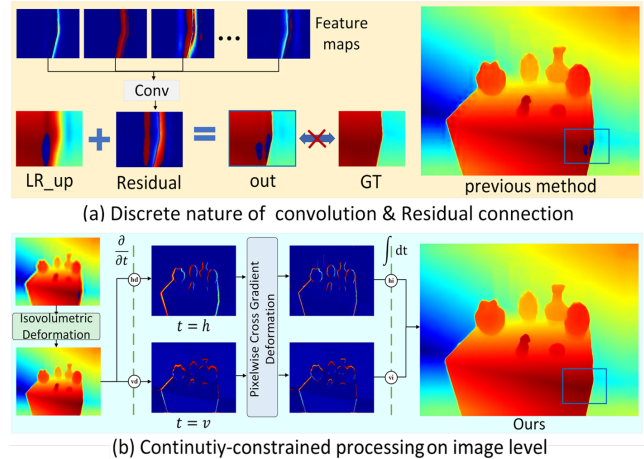 Feature
maps
Conv
LR_up
Residual
out
GT
previous method
(a) Discrete nature of convolution & Residual connection
∂
∂t
∫ dt
hd
hi
Isovolumetric
Deformation
t = h
Pixelwise Cross Gradient
Deformation
vd
vi
t = v
Ours
(b) Continutiy-constrained processing on image level